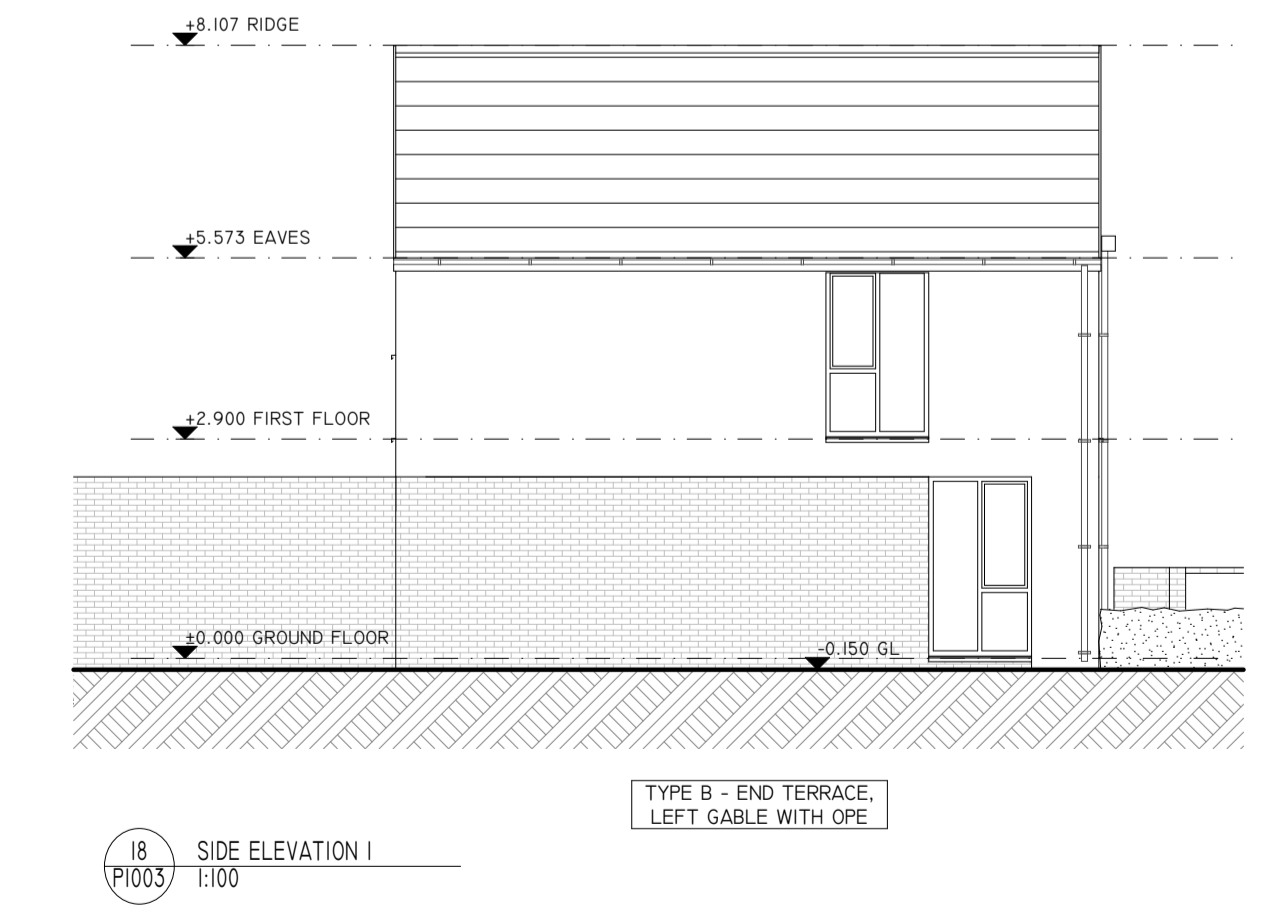 +8.107 RIDGE
+5.573 EAVES
+2.900 FIRST FLOOR
±0.000 GROUND FLOOR
-0.150 GL
TYPE B - END TERRACE,
LEFT GABLE WITH OPE
18
P1003
SIDE ELEVATION 1
1:100